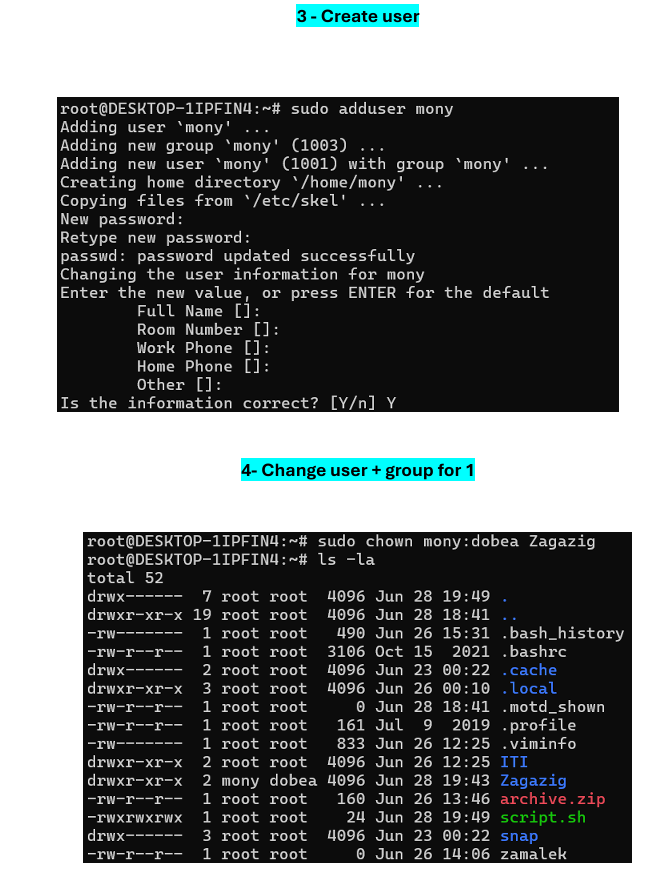 3 - Create user
root@DESKTOP-1IPFIN4:~# sudo adduser mony
Adding user `mony' ...
Adding new group `mony' (1003) ...
Adding new user `mony' (1001) with group `mony' ...
Creating home directory `/home/mony' ...
Copying files from `/etc/skel' ...
New password:
Retype new password:
passwd: password updated successfully
Changing the user information for mony
Enter the new value, or press ENTER for the default
        Full Name []:
        Room Number []:
        Work Phone []:
        Home Phone []:
        Other []:
Is the information correct? [Y/n] Y
4- Change user + group for 1
root@DESKTOP-1IPFIN4:~# sudo chown mony:dobea Zagazig
root@DESKTOP-1IPFIN4:~# ls -la
total 52
drwx------  7 root root  4096 Jun 28 19:49 .
drwxr-xr-x 19 root root  4096 Jun 28 18:41 ..
-rw-------  1 root root   490 Jun 26 15:31 .bash_history
-rw-r--r--  1 root root  3106 Oct 15  2021 .bashrc
drwx------  2 root root  4096 Jun 23 00:22 .cache
drwxr-xr-x  3 root root  4096 Jun 26 00:10 .local
-rw-r--r--  1 root root     0 Jun 28 18:41 .motd_shown
-rw-r--r--  1 root root   161 Jul  9  2019 .profile
-rw-------  1 root root   833 Jun 26 12:25 .viminfo
drwxr-xr-x  2 root root  4096 Jun 26 12:25 ITI
drwxr-xr-x  2 mony dobea 4096 Jun 28 19:43 Zagazig
-rw-r--r--  1 root root   160 Jun 26 13:46 archive.zip
-rwxrwxrwx  1 root root    24 Jun 28 19:49 script.sh
drwx------  3 root root  4096 Jun 23 00:22 snap
-rw-r--r--  1 root root     0 Jun 26 14:06 zamalek